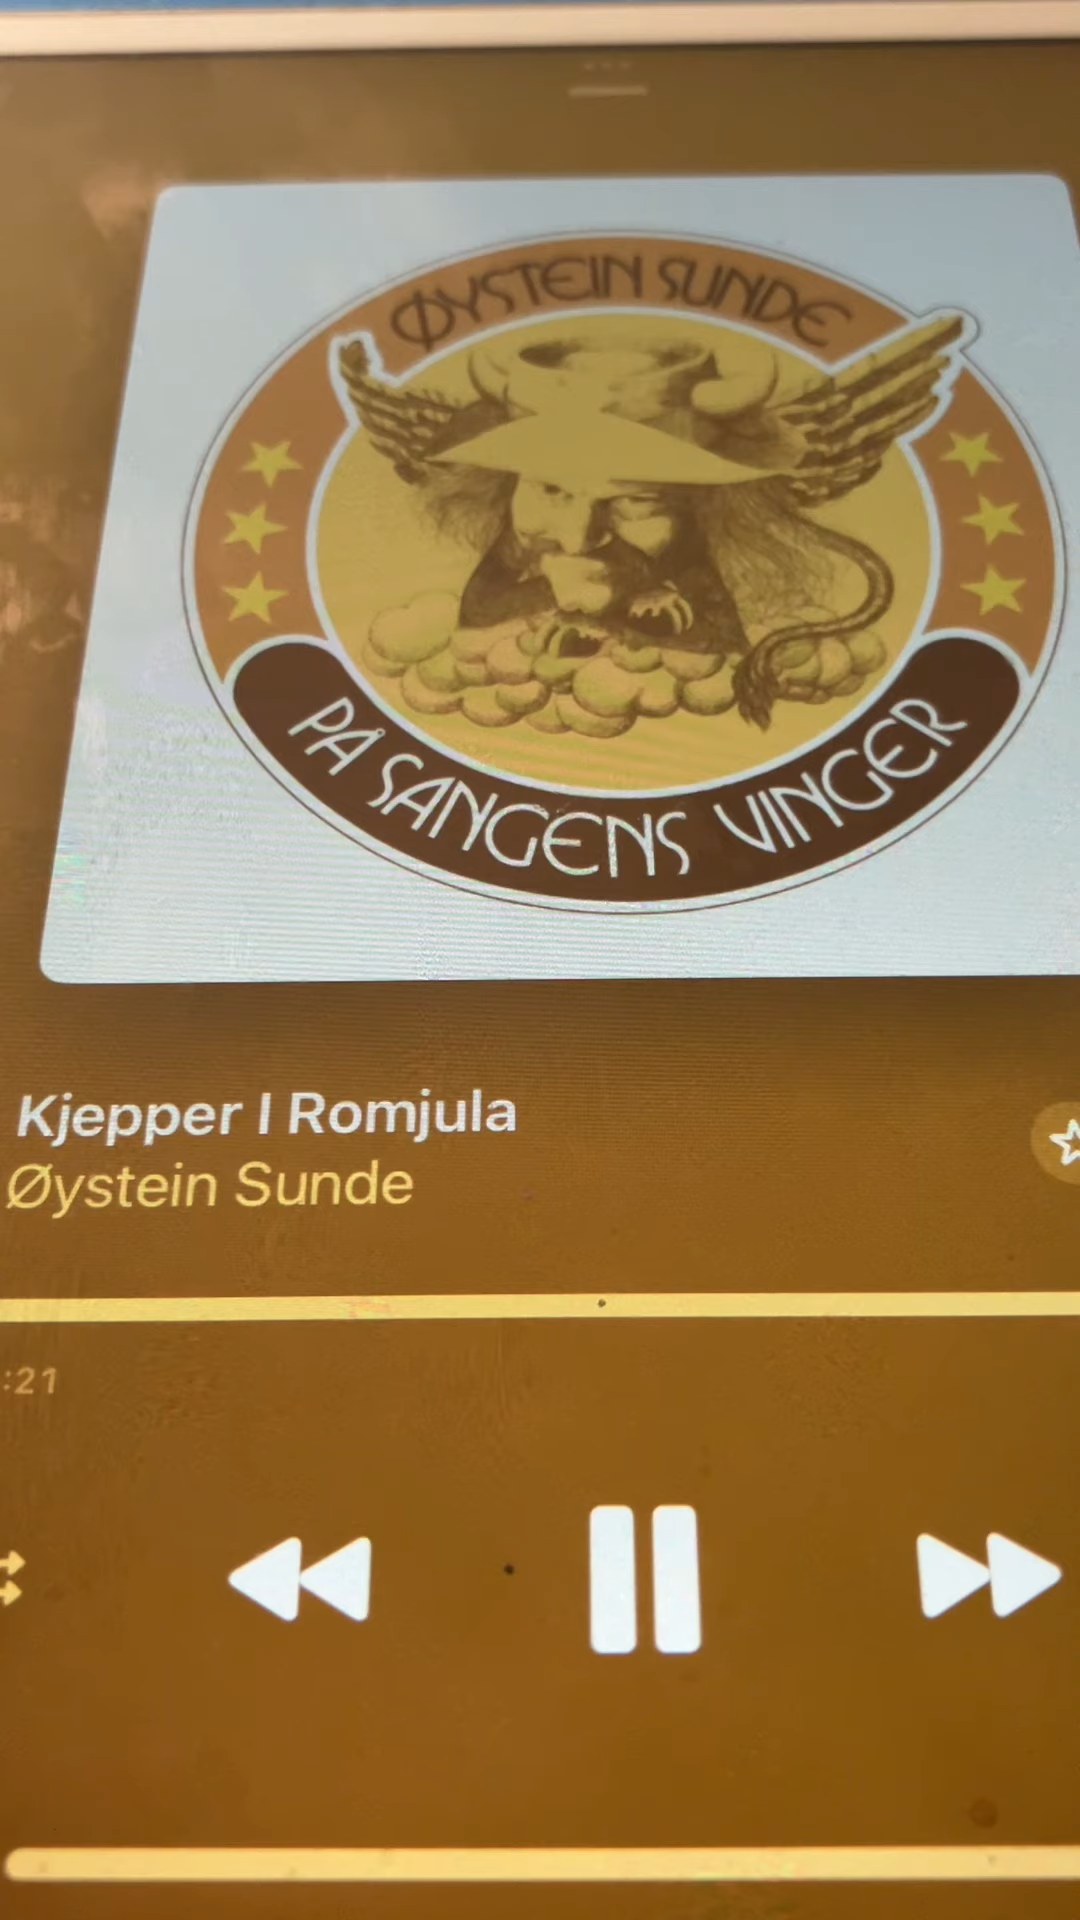 ØYSTEIN SUNDE
PÅ SANGENS VINGER
Kjepper I Romjula
Øystein Sunde
:21